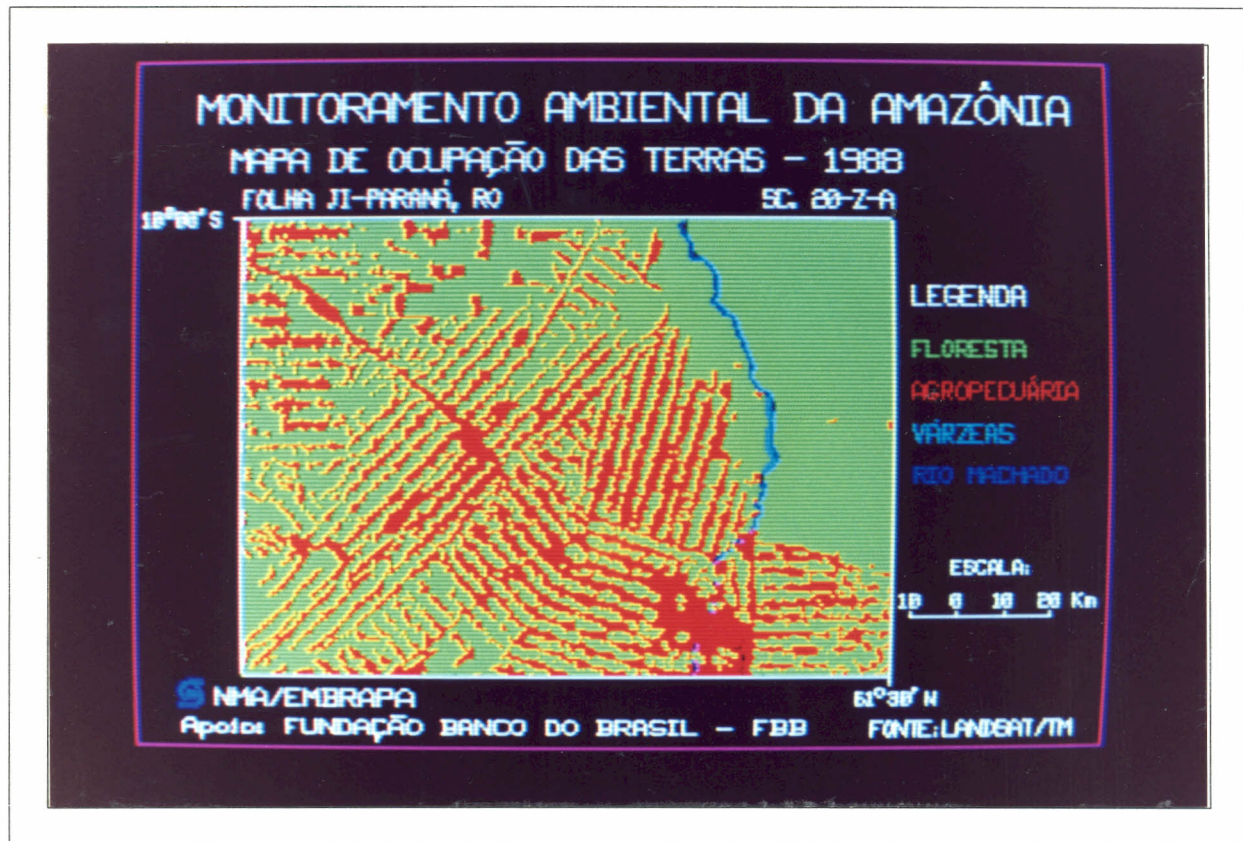 MONITORAMENTO AMBIENTAL DA AMAZÔNIA
MAPA DE OCUPAÇÃO DAS TERRAS - 1988
FOLHA JI-PARANÁ, RO SC. 20-Z-A
10°00'S
LEGENDA
FLORESTA
AGROPECUÁRIA
VÁRZEAS
RIO MACHADO
ESCALA:
10 0 10 20 Km
61°30' W
NMA/EMBRAPA
Apoio: FUNDAÇÃO BANCO DO BRASIL - FBB FONTE:LANDSAT/TM